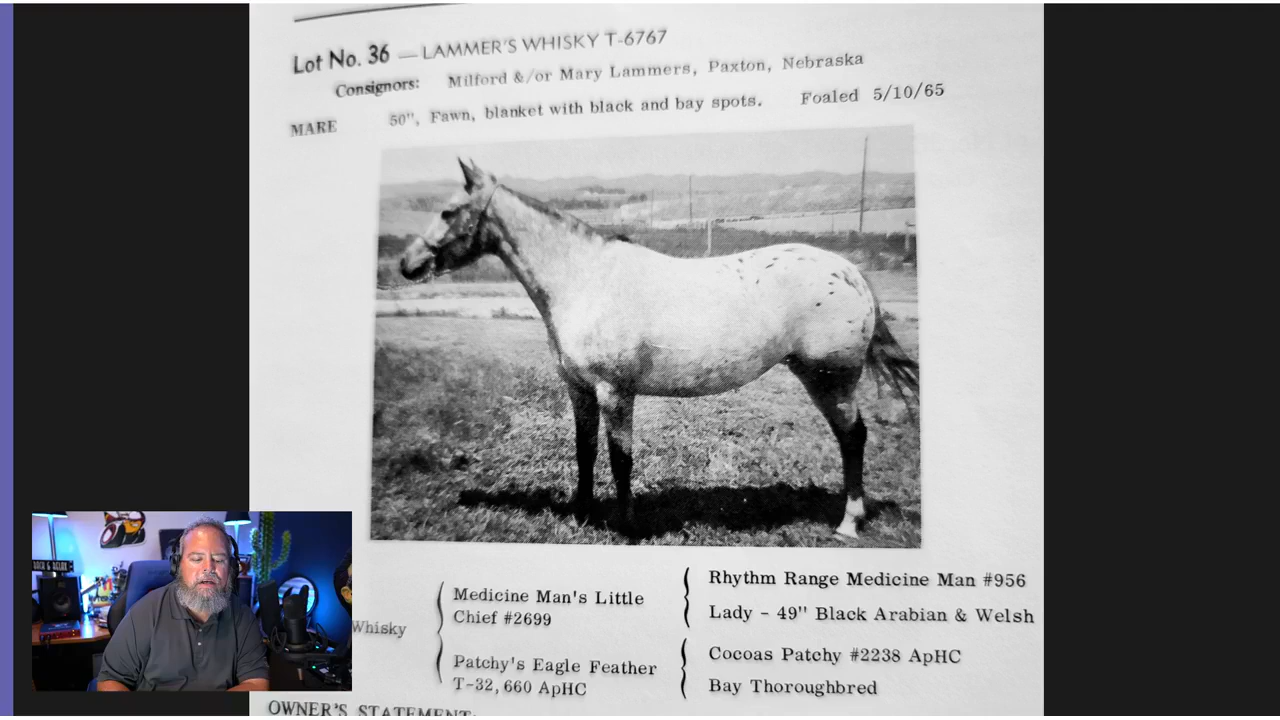 Lot No. 36 — LAMMER'S WHISKY T-6767
Consignors: Milford &/or Mary Lammers, Paxton, Nebraska
MARE 50", Fawn, blanket with black and bay spots. Foaled 5/10/65
Rhythm Range Medicine Man #956
Medicine Man's Little
Chief #2699
Lady - 49" Black Arabian & Welsh
Whisky
Cocoas Patchy #2238 ApHC
Patchy's Eagle Feather
T-32,660 ApHC
Bay Thoroughbred
OWNER'S STATEMENT:
ROCK & RELAX